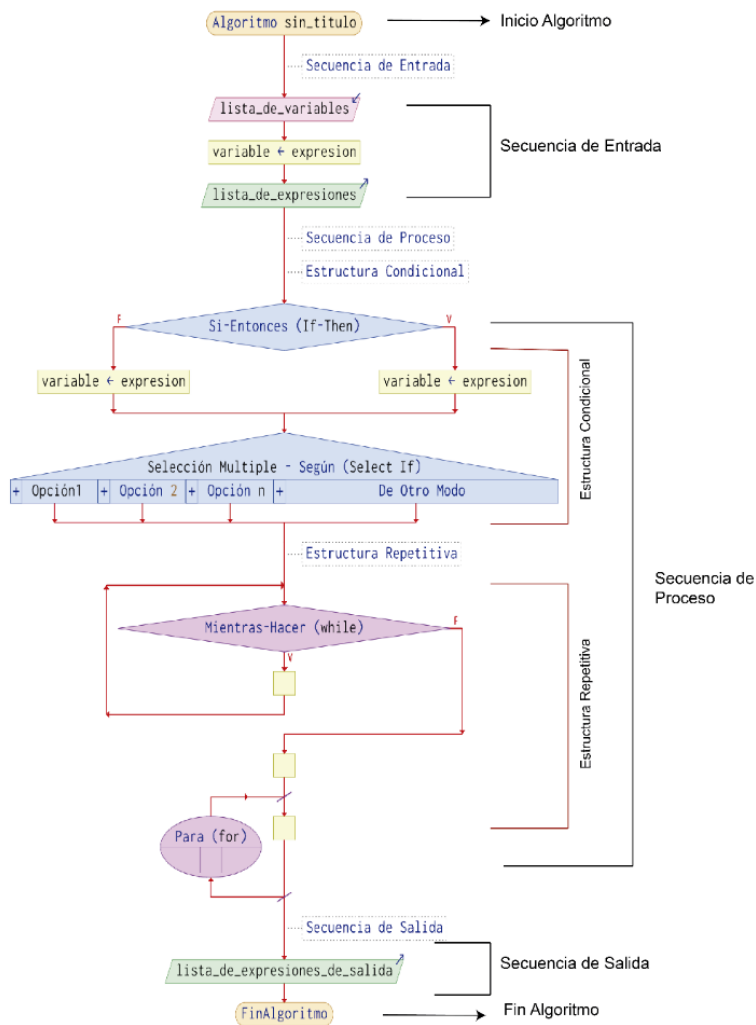 Algoritmo sin_titulo
Inicio Algoritmo
Secuencia de Entrada
lista_de_variables
variable ← expresion
lista_de_expresiones
Secuencia de Entrada
Secuencia de Proceso
Estructura Condicional
F
Si-Entonces (If-Then)
V
variable ← expresion
variable ← expresion
Estructura Condicional
Selección Multiple - Según (Select If)
+ Opción1 + Opción 2 + Opción n + De Otro Modo
Estructura Repetitiva
Secuencia de
Proceso
Mientras-Hacer (while)
F
V
Estructura Repetitiva
Para (for)
Secuencia de Salida
lista_de_expresiones_de_salida
Secuencia de Salida
FinAlgoritmo
Fin Algoritmo